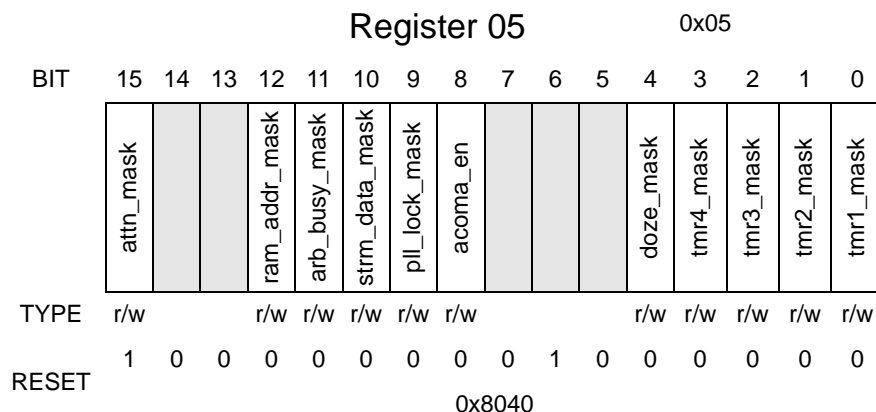 Register 05 0x05
BIT 15 14 13 12 11 10 9 8 7 6 5 4 3 2 1 0
attn_mask ram_addr_mask arb_busy_mask strm_data_mask pll_lock_mask acoma_en doze_mask tmr4_mask tmr3_mask tmr2_mask tmr1_mask
TYPE r/w r/w r/w r/w r/w r/w r/w r/w r/w r/w r/w
RESET 1 0 0 0 0 0 0 0 0 1 0 0 0 0 0 0
0x8040